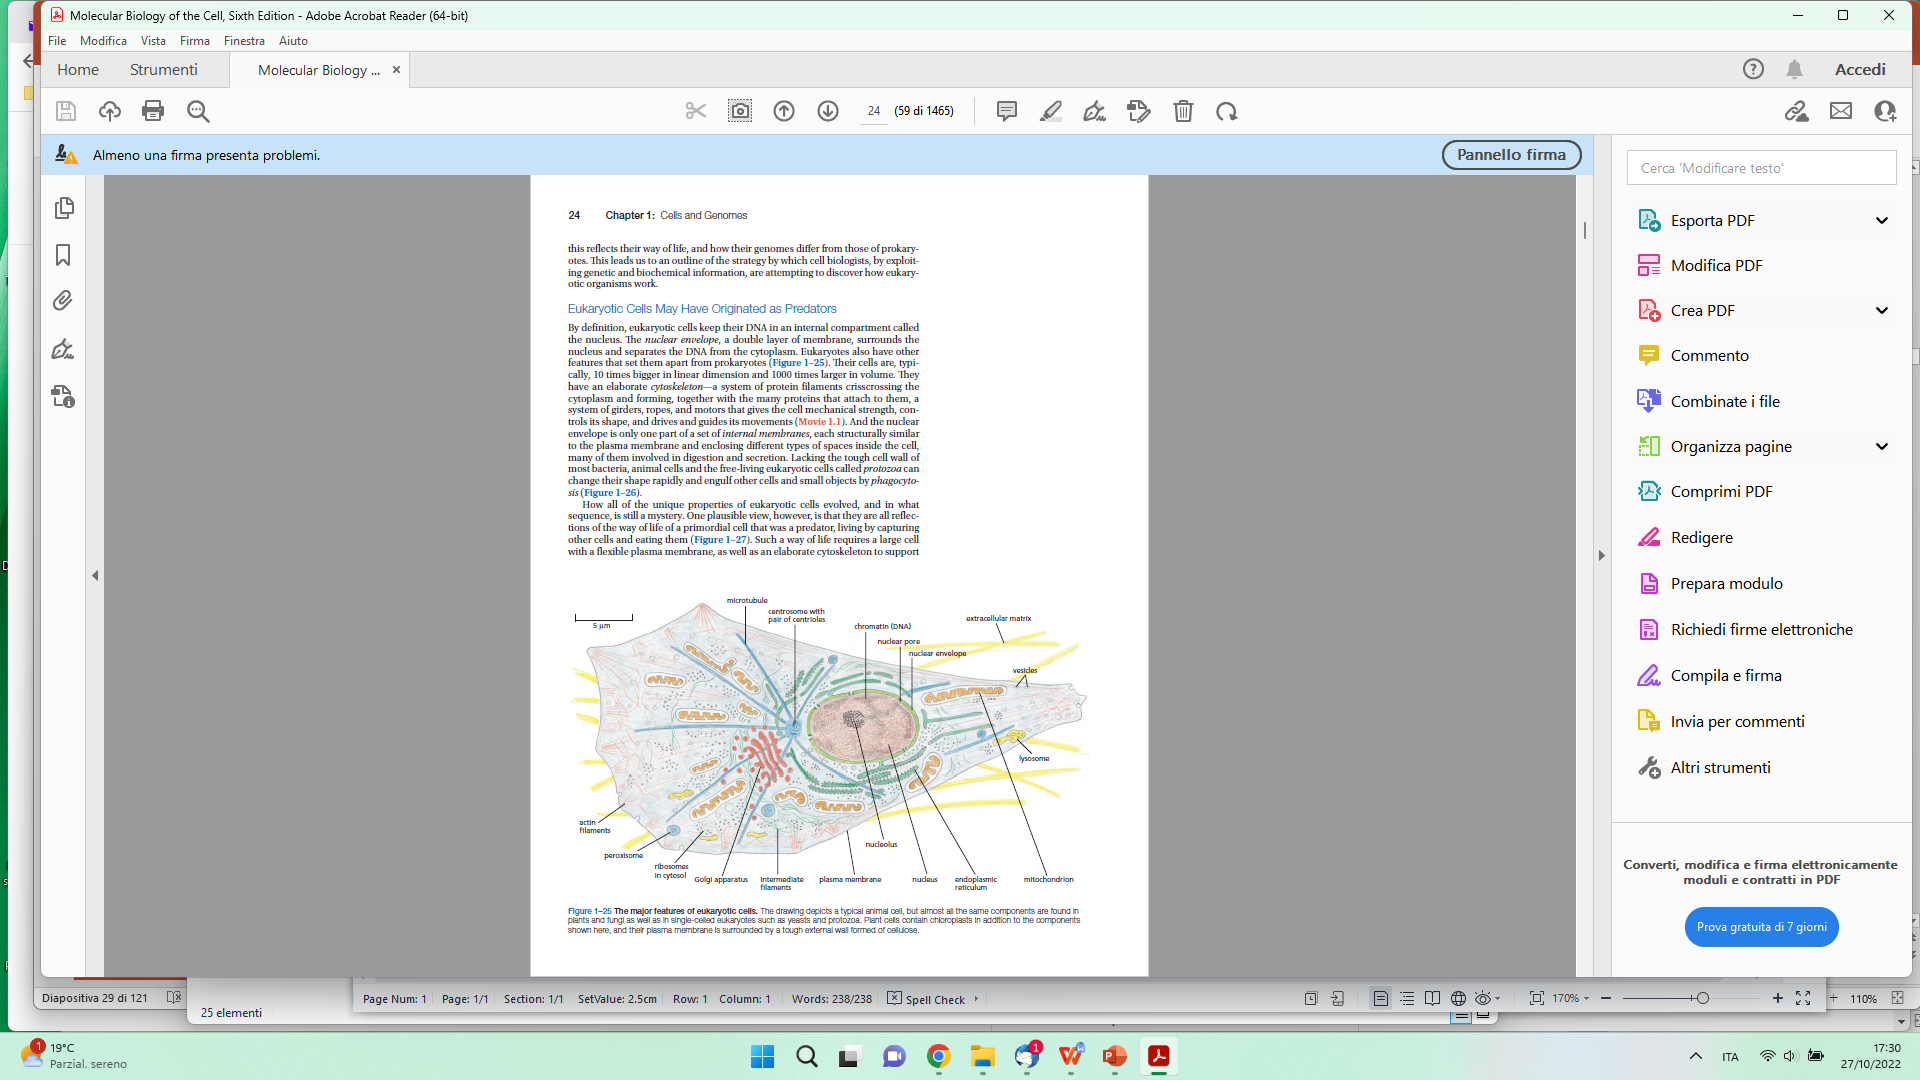 Molecular Biology of the Cell, Sixth Edition - Adobe Acrobat Reader (64-bit)
File Modifica Vista Firma Finestra Aiuto
Home Strumenti Molecular Biology ... Accedi
24 (59 di 1465)
Almeno una firma presenta problemi. Pannello firma
24 Chapter 1: Cells and Genomes
this reflects their way of life, and how their genomes differ from those of prokary-
otes. This leads us to an outline of the strategy by which cell biologists, by exploit-
ing genetic and biochemical information, are attempting to discover how eukary-
otic organisms work.
Eukaryotic Cells May Have Originated as Predators
By definition, eukaryotic cells keep their DNA in an internal compartment called
the nucleus. The nuclear envelope, a double layer of membrane, surrounds the
nucleus and separates the DNA from the cytoplasm. Eukaryotes also have other
features that set them apart from prokaryotes (Figure 1–25). Their cells are, typi-
cally, 10 times bigger in linear dimension and 1000 times larger in volume. They
have an elaborate cytoskeleton—a system of protein filaments crisscrossing the
cytoplasm and forming, together with the many proteins that attach to them, a
system of girders, ropes, and motors that gives the cell mechanical strength, con-
trols its shape, and drives and guides its movements (Movie 1.1). And the nuclear
envelope is only one part of a set of internal membranes, each structurally similar
to the plasma membrane and enclosing different types of spaces inside the cell,
many of them involved in digestion and secretion. Lacking the tough cell wall of
most bacteria, animal cells and the free-living eukaryotic cells called protozoa can
change their shape rapidly and engulf other cells and small objects by phagocyto-
sis (Figure 1–26).
How all of the unique properties of eukaryotic cells evolved, and in what
sequence, is still a mystery. One plausible view, however, is that they are all reflec-
tions of the way of life of a primordial cell that was a predator, living by capturing
other cells and eating them (Figure 1–27). Such a way of life requires a large cell
with a flexible plasma membrane, as well as an elaborate cytoskeleton to support
microtubule
centrosome with
pair of centrioles
5 µm
chromatin (DNA)
extracellular matrix
nuclear pore
nuclear envelope
vesicles
lysosome
actin
filaments
nucleolus
peroxisome
ribosomes
in cytosol
Golgi apparatus
intermediate
filaments
plasma membrane
nucleus
endoplasmic
reticulum
mitochondrion
Figure 1–25 The major features of eukaryotic cells. The drawing depicts a typical animal cell, but almost all the same components are found in
plants and fungi as well as in single-celled eukaryotes such as yeasts and protozoa. Plant cells contain chloroplasts in addition to the components
shown here, and their plasma membrane is surrounded by a tough external wall formed of cellulose.
Cerca 'Modificare testo'
Esporta PDF
Modifica PDF
Crea PDF
Commento
Combinate i file
Organizza pagine
Comprimi PDF
Redigere
Prepara modulo
Richiedi firme elettroniche
Compila e firma
Invia per commenti
Altri strumenti
Converti, modifica e firma elettronicamente
moduli e contratti in PDF
Prova gratuita di 7 giorni
Diapositiva 29 di 121
Page Num: 1 Page: 1/1 Section: 1/1 SetValue: 2.5cm Row: 1 Column: 1 Words: 238/238 Spell Check 170% 110%
25 elementi
1
19°C
Parzial. sereno
1
ITA
17:30
27/10/2022